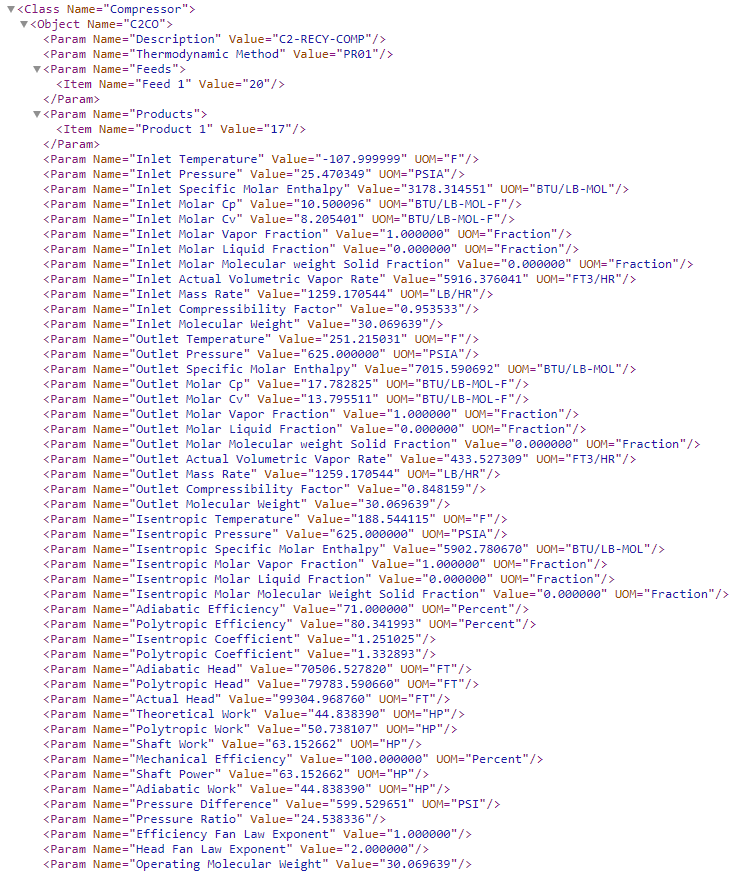 ▼<Class Name="Compressor">
▼<Object Name="C2CO">
<Param Name="Description" Value="C2-RECY-COMP"/>
<Param Name="Thermodynamic Method" Value="PR01"/>
▼<Param Name="Feeds">
<Item Name="Feed 1" Value="20"/>
</Param>
▼<Param Name="Products">
<Item Name="Product 1" Value="17"/>
</Param>
<Param Name="Inlet Temperature" Value="-107.999999" UOM="F"/>
<Param Name="Inlet Pressure" Value="25.470349" UOM="PSIA"/>
<Param Name="Inlet Specific Molar Enthalpy" Value="3178.314551" UOM="BTU/LB-MOL"/>
<Param Name="Inlet Molar Cp" Value="10.500096" UOM="BTU/LB-MOL-F"/>
<Param Name="Inlet Molar Cv" Value="8.205401" UOM="BTU/LB-MOL-F"/>
<Param Name="Inlet Molar Vapor Fraction" Value="1.000000" UOM="Fraction"/>
<Param Name="Inlet Molar Liquid Fraction" Value="0.000000" UOM="Fraction"/>
<Param Name="Inlet Molar Molecular weight Solid Fraction" Value="0.000000" UOM="Fraction"/>
<Param Name="Inlet Actual Volumetric Vapor Rate" Value="5916.376041" UOM="FT3/HR"/>
<Param Name="Inlet Mass Rate" Value="1259.170544" UOM="LB/HR"/>
<Param Name="Inlet Compressibility Factor" Value="0.953533"/>
<Param Name="Inlet Molecular Weight" Value="30.069639"/>
<Param Name="Outlet Temperature" Value="251.215031" UOM="F"/>
<Param Name="Outlet Pressure" Value="625.000000" UOM="PSIA"/>
<Param Name="Outlet Specific Molar Enthalpy" Value="7015.590692" UOM="BTU/LB-MOL"/>
<Param Name="Outlet Molar Cp" Value="17.782825" UOM="BTU/LB-MOL-F"/>
<Param Name="Outlet Molar Cv" Value="13.795511" UOM="BTU/LB-MOL-F"/>
<Param Name="Outlet Molar Vapor Fraction" Value="1.000000" UOM="Fraction"/>
<Param Name="Outlet Molar Liquid Fraction" Value="0.000000" UOM="Fraction"/>
<Param Name="Outlet Molar Molecular weight Solid Fraction" Value="0.000000" UOM="Fraction"/>
<Param Name="Outlet Actual Volumetric Vapor Rate" Value="433.527309" UOM="FT3/HR"/>
<Param Name="Outlet Mass Rate" Value="1259.170544" UOM="LB/HR"/>
<Param Name="Outlet Compressibility Factor" Value="0.848159"/>
<Param Name="Outlet Molecular Weight" Value="30.069639"/>
<Param Name="Isentropic Temperature" Value="188.544115" UOM="F"/>
<Param Name="Isentropic Pressure" Value="625.000000" UOM="PSIA"/>
<Param Name="Isentropic Specific Molar Enthalpy" Value="5902.780670" UOM="BTU/LB-MOL"/>
<Param Name="Isentropic Molar Vapor Fraction" Value="1.000000" UOM="Fraction"/>
<Param Name="Isentropic Molar Liquid Fraction" Value="0.000000" UOM="Fraction"/>
<Param Name="Isentropic Molar Molecular Weight Solid Fraction" Value="0.000000" UOM="Fraction"/>
<Param Name="Adiabatic Efficiency" Value="71.000000" UOM="Percent"/>
<Param Name="Polytropic Efficiency" Value="80.341993" UOM="Percent"/>
<Param Name="Isentropic Coefficient" Value="1.251025"/>
<Param Name="Polytropic Coefficient" Value="1.332893"/>
<Param Name="Adiabatic Head" Value="70506.527820" UOM="FT"/>
<Param Name="Polytropic Head" Value="79783.590660" UOM="FT"/>
<Param Name="Actual Head" Value="99304.968760" UOM="FT"/>
<Param Name="Theoretical Work" Value="44.838390" UOM="HP"/>
<Param Name="Polytropic Work" Value="50.738107" UOM="HP"/>
<Param Name="Shaft Work" Value="63.152662" UOM="HP"/>
<Param Name="Mechanical Efficiency" Value="100.000000" UOM="Percent"/>
<Param Name="Shaft Power" Value="63.152662" UOM="HP"/>
<Param Name="Adiabatic Work" Value="44.838390" UOM="HP"/>
<Param Name="Pressure Difference" Value="599.529651" UOM="PSI"/>
<Param Name="Pressure Ratio" Value="24.538336"/>
<Param Name="Efficiency Fan Law Exponent" Value="1.000000"/>
<Param Name="Head Fan Law Exponent" Value="2.000000"/>
<Param Name="Operating Molecular Weight" Value="30.069639"/>